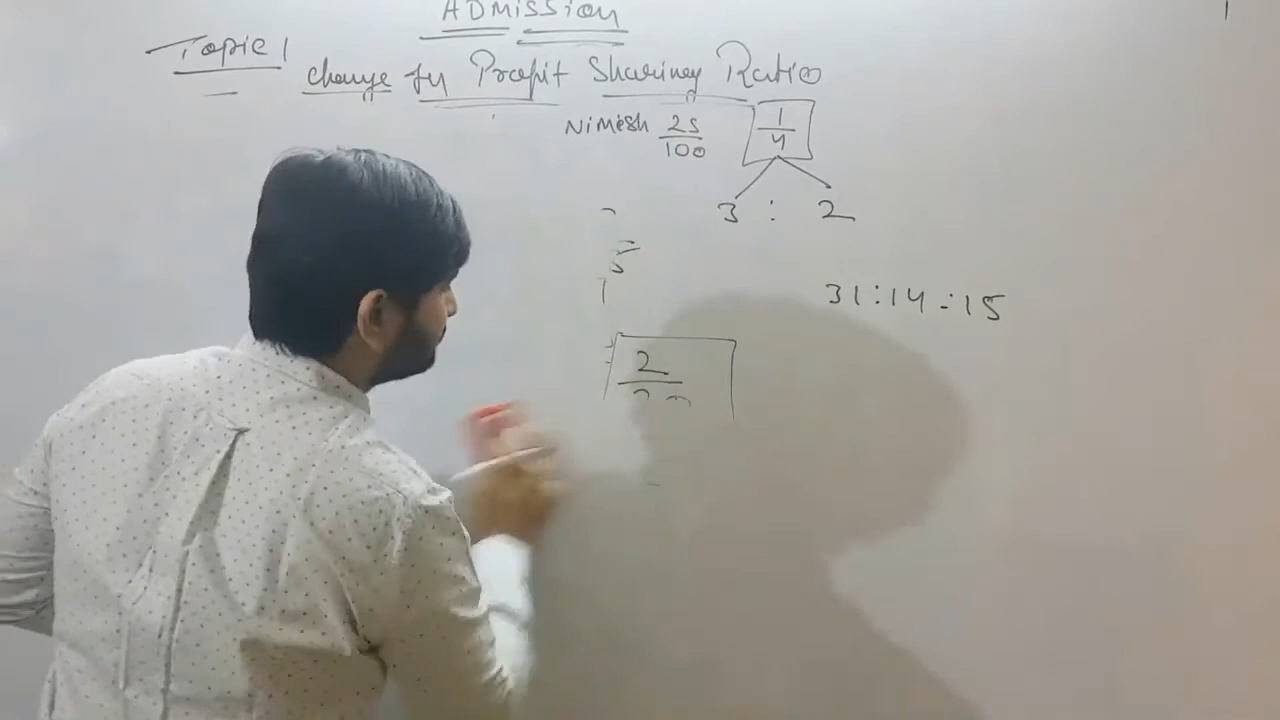 ADMISSION
Topic 1
Change in Profit Sharing Ratio
Nimesh 25/100 1/4
3 : 2
5
31:14:15
2